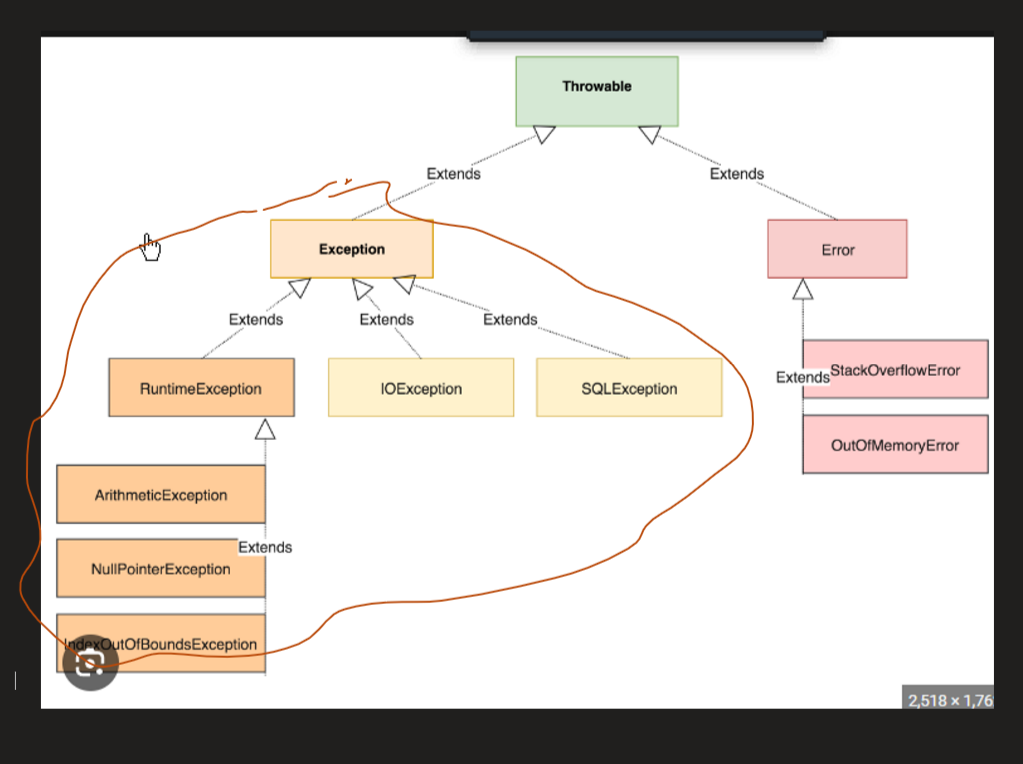 Throwable
Extends
Extends
Exception
Error
Extends
Extends
Extends
RuntimeException
IOException
SQLException
Extends
StackOverflowError
OutOfMemoryError
ArithmeticException
Extends
NullPointerException
IndexOutOfBoundsException
2,518 × 1,76